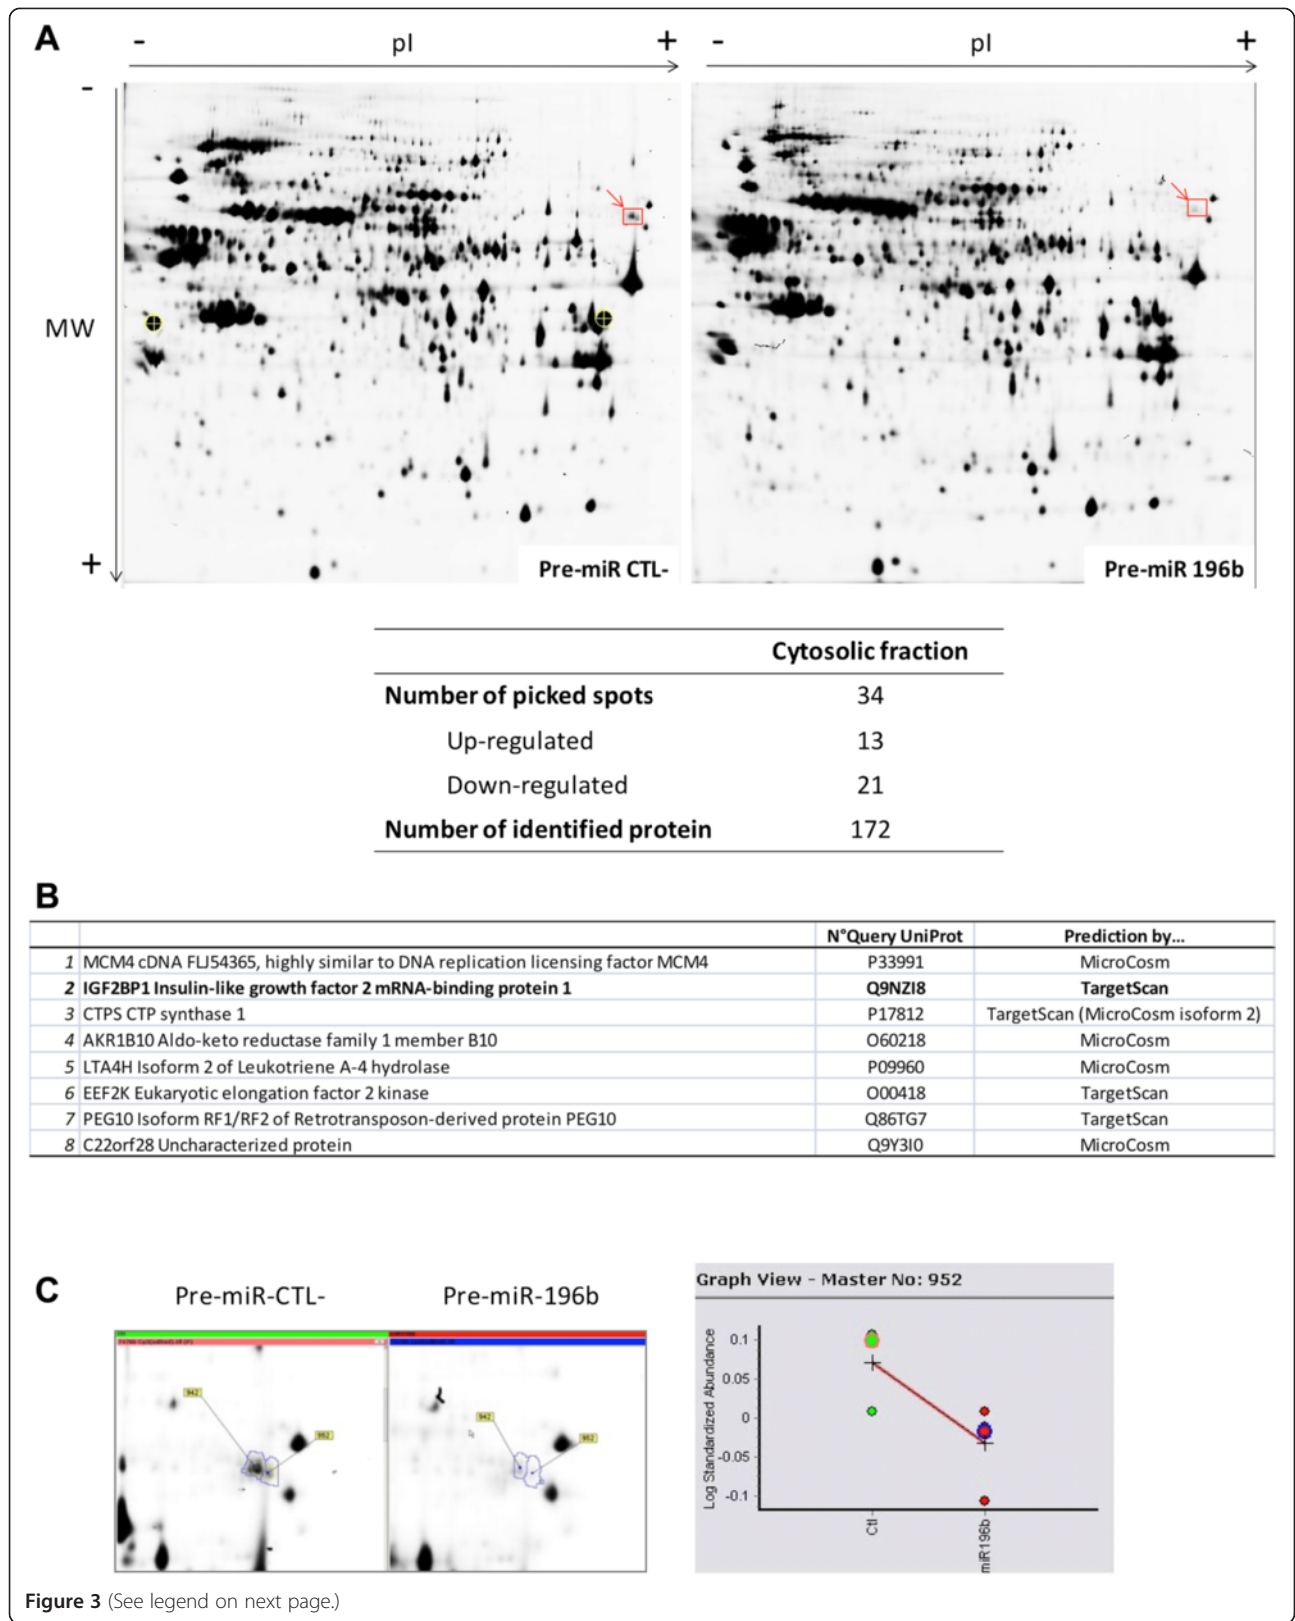 A
- pI +
- pI +
-
MW
+
Pre-miR CTL-
Pre-miR 196b
Cytosolic fraction
Number of picked spots 34
Up-regulated 13
Down-regulated 21
Number of identified protein 172
B
N°Query UniProt Prediction by...
1 MCM4 cDNA FLJ54365, highly similar to DNA replication licensing factor MCM4 P33991 MicroCosm
2 IGF2BP1 Insulin-like growth factor 2 mRNA-binding protein 1 Q9NZI8 TargetScan
3 CTPS CTP synthase 1 P17812 TargetScan (MicroCosm isoform 2)
4 AKR1B10 Aldo-keto reductase family 1 member B10 O60218 MicroCosm
5 LTA4H Isoform 2 of Leukotriene A-4 hydrolase P09960 MicroCosm
6 EEF2K Eukaryotic elongation factor 2 kinase O00418 TargetScan
7 PEG10 Isoform RF1/RF2 of Retrotransposon-derived protein PEG10 Q86TG7 TargetScan
8 C22orf28 Uncharacterized protein Q9Y3I0 MicroCosm
C
Pre-miR-CTL-
Pre-miR-196b
942
952
942
952
Graph View - Master No: 952
Log Standardized Abundance
0.1
0.05
0
-0.05
-0.1
Ctl
miR196b
Figure 3 (See legend on next page.)